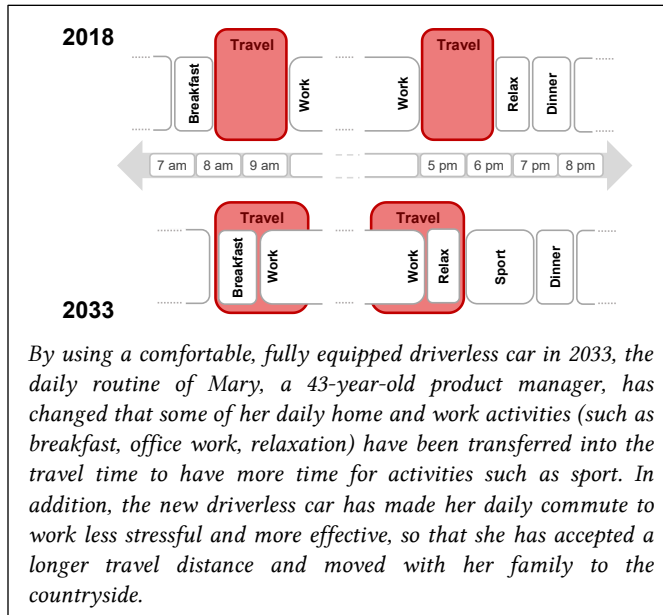 2018
Travel
Travel
Breakfast
Work
Work
Relax
Dinner
7 am 8 am 9 am 5 pm 6 pm 7 pm 8 pm
Travel
Travel
Breakfast
Work
Work
Relax
Sport
Dinner
2033
By using a comfortable, fully equipped driverless car in 2033, the
daily routine of Mary, a 43-year-old product manager, has
changed that some of her daily home and work activities (such as
breakfast, office work, relaxation) have been transferred into the
travel time to have more time for activities such as sport. In
addition, the new driverless car has made her daily commute to
work less stressful and more effective, so that she has accepted a
longer travel distance and moved with her family to the
countryside.